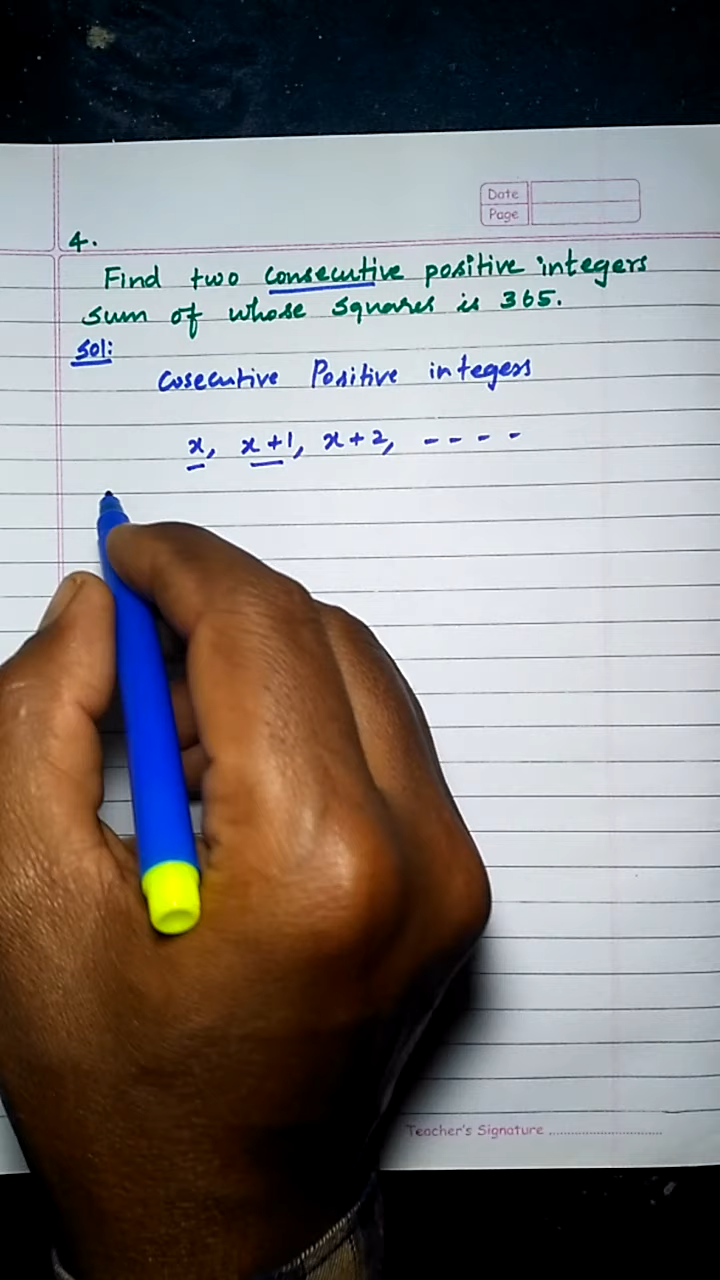 Date
Page
4.
Find two consecutive positive integers
sum of whose squares is 365.
Sol:
Cosecutive Positive integers
x, x+1, x+2, - - - -
Teacher's Signature ................................